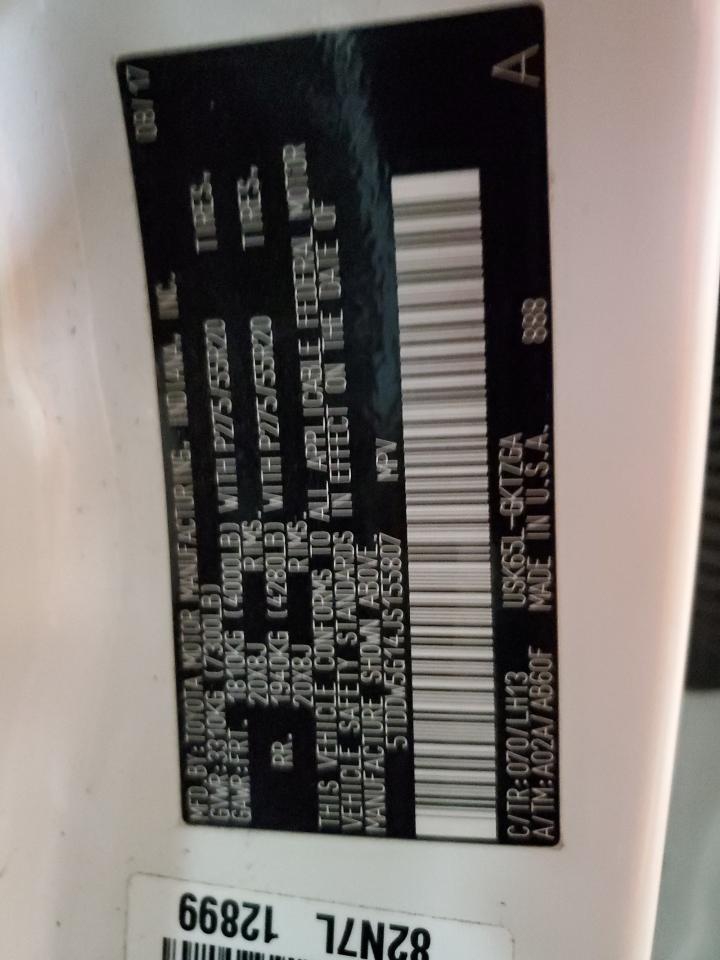 MFD. BY: TOYOTA MOTOR MANUFACTURING, INDIANA, INC. 08/17
GVWR: 3310KG (7300LB)
GAWR: FRT. 1810KG (4000LB) WITH P275/55R20 TIRES,
20X8J RIMS.
RR. 1940KG (4280LB) WITH P275/55R20 TIRES,
20X8J RIMS.
THIS VEHICLE CONFORMS TO ALL APPLICABLE FEDERAL MOTOR
VEHICLE SAFETY STANDARDS IN EFFECT ON THE DATE OF
MANUFACTURE SHOWN ABOVE.
5TDDW5G14JS155807 MPV
C/TR: 070/LH13 USK65L-GKTZGA 888 A
A/TM: A02A/AB60F MADE IN U.S.A.
82N7L
12899